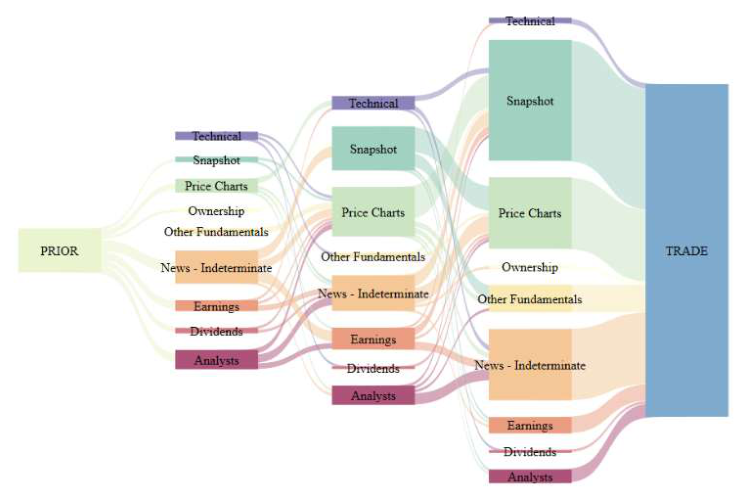 PRIOR
Technical
Snapshot
Price Charts
Ownership
Other Fundamentals
News - Indeterminate
Earnings
Dividends
Analysts
Technical
Snapshot
Price Charts
Other Fundamentals
News - Indeterminate
Earnings
Dividends
Analysts
Technical
Snapshot
Price Charts
Ownership
Other Fundamentals
News - Indeterminate
Earnings
Dividends
Analysts
TRADE